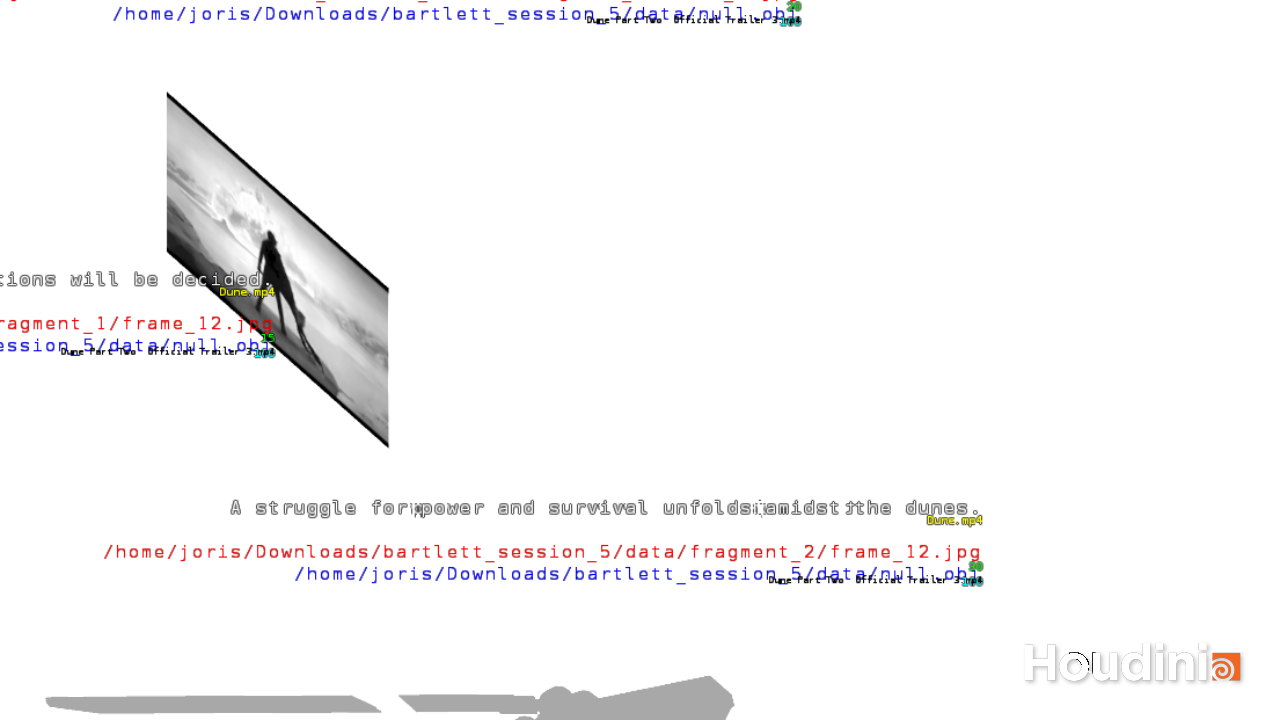 /home/joris/Downloads/bartlett_session_5/data/null.obj
20
Dune Part Two Official Trailer 3.mp4
tions will be decided.
Dune.mp4
ragment_1/frame_12.jpg
15
ession_5/data/null.obj
Dune Part Two Official Trailer 3.mp4
A struggle for power and survival unfolds amidst the dunes.
Dune.mp4
/home/joris/Downloads/bartlett_session_5/data/fragment_2/frame_12.jpg
/home/joris/Downloads/bartlett_session_5/data/null.obj
Dune Part Two Official Trailer 3.mp4
Houdini